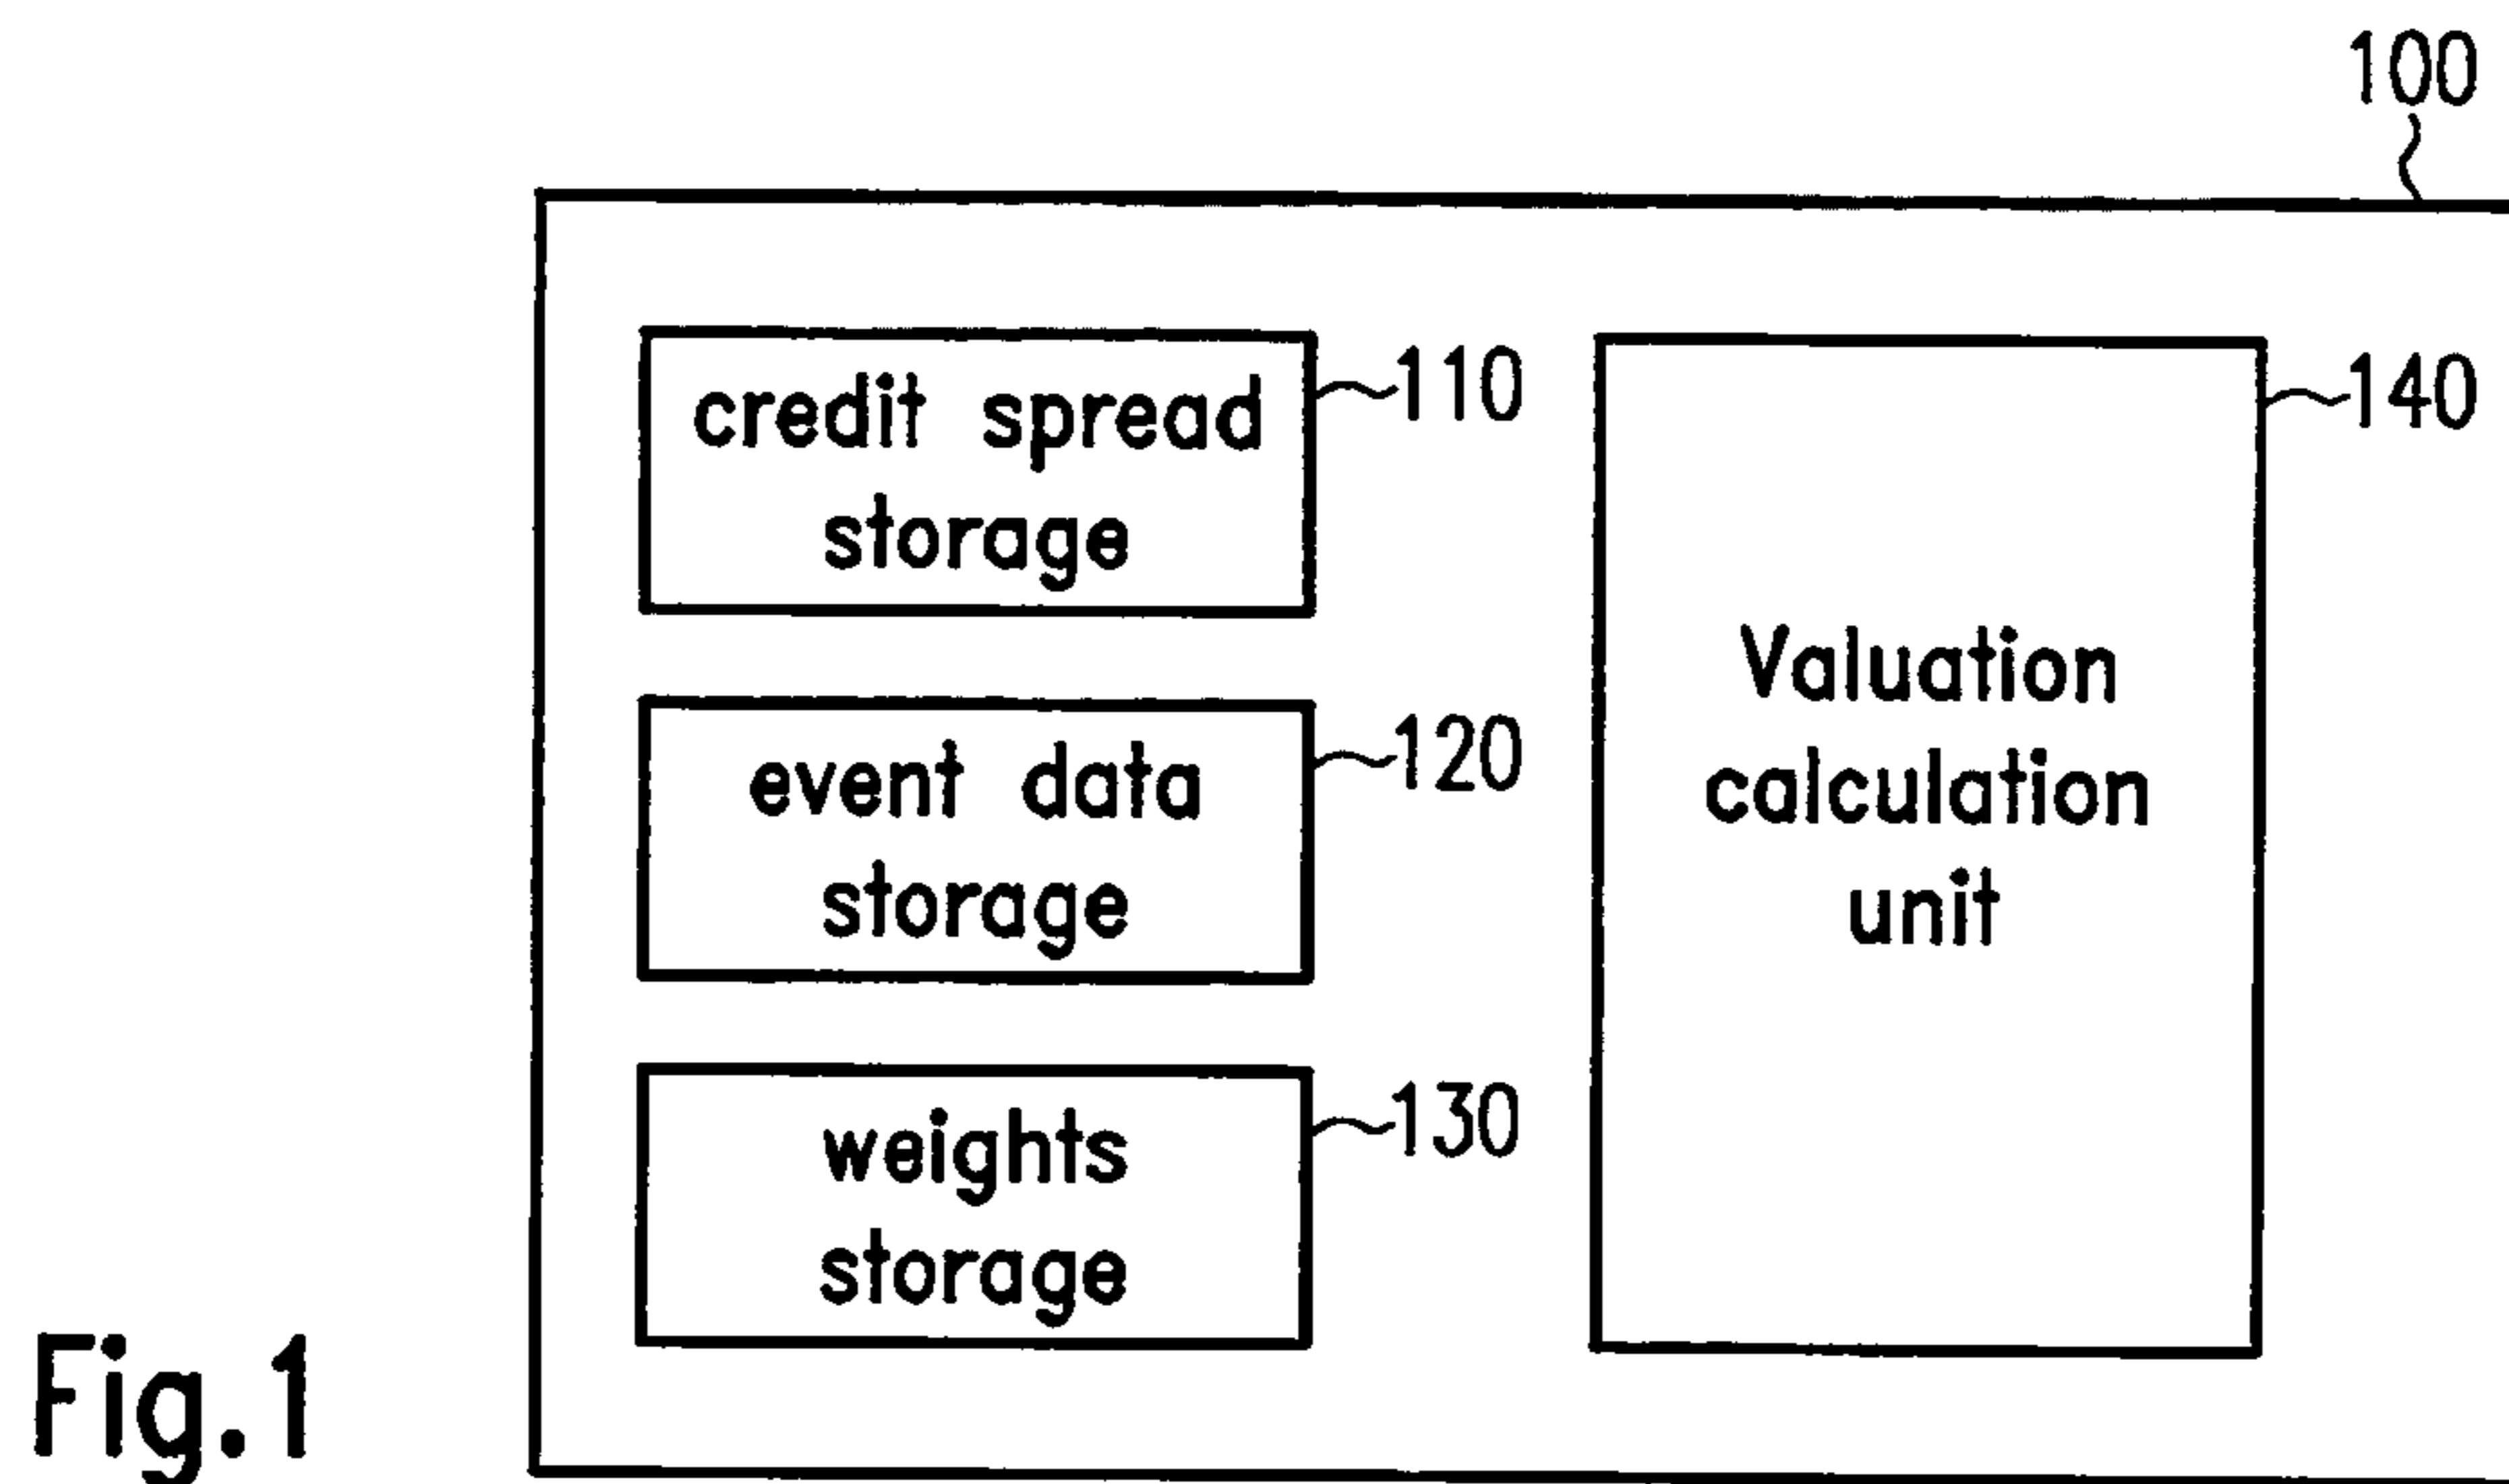 100
credit spread
storage
110
event data
storage
120
weights
storage
130
Valuation
calculation
unit
140
Fig.1